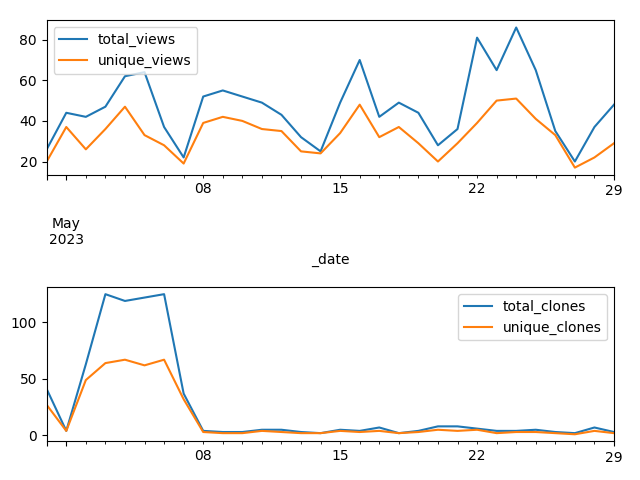 80
60
40
20
total_views
unique_views
08
15
22
29
May
2023
_date
100
50
0
total_clones
unique_clones
08
15
22
29